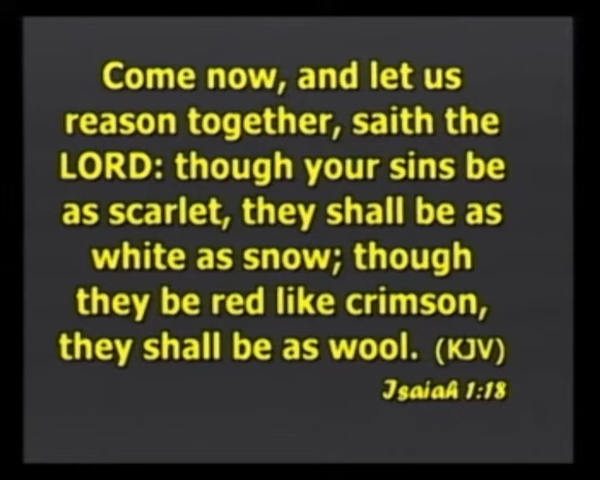 Come now, and let us
reason together, saith the
LORD: though your sins be
as scarlet, they shall be as
white as snow; though
they be red like crimson,
they shall be as wool. (KJV)
Isaiah 1:18